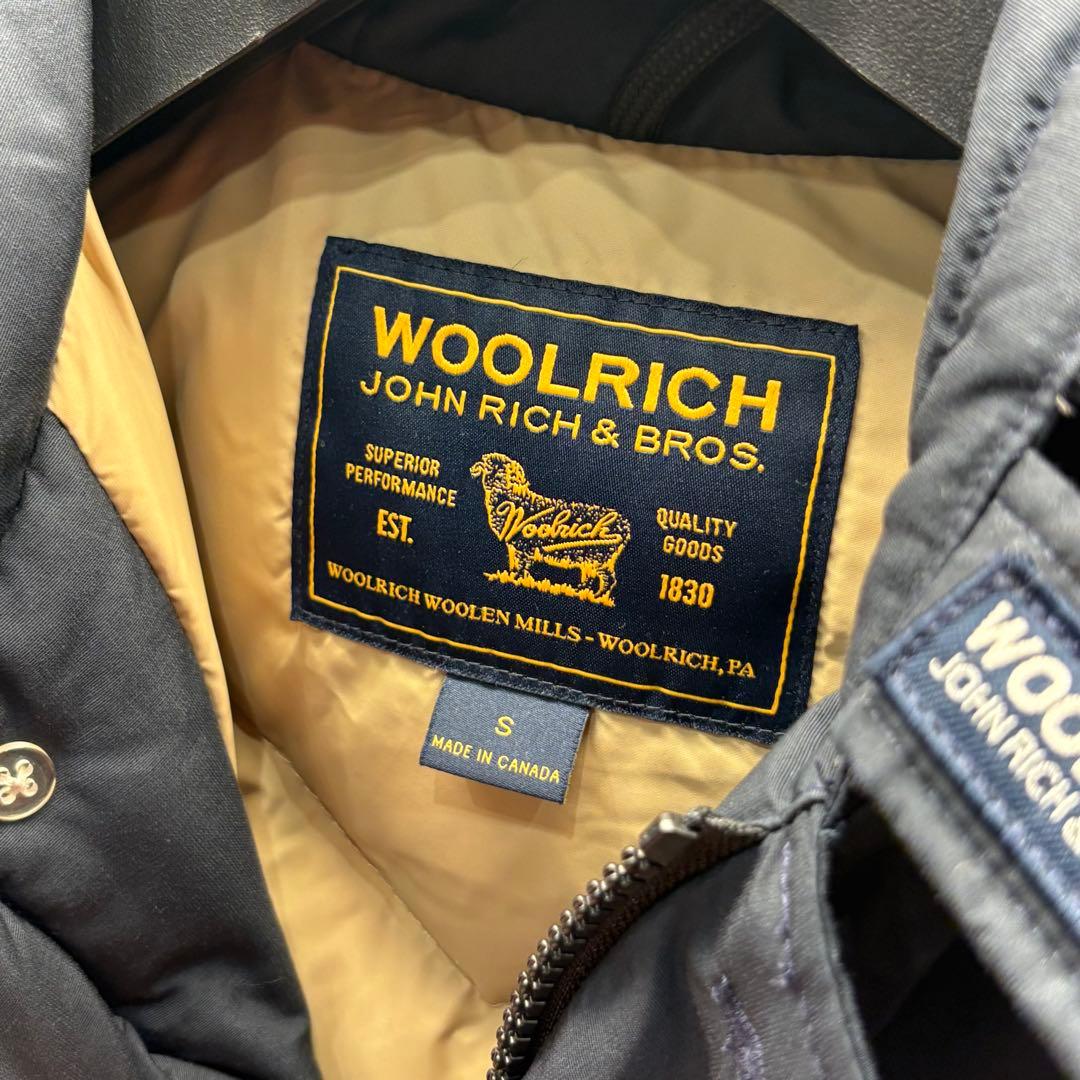 WOOLRICH
JOHN RICH & BROS.
SUPERIOR
PERFORMANCE
EST.
Woolrich
QUALITY
GOODS
1830
WOOLRICH WOOLEN MILLS - WOOLRICH, PA
S
MADE IN CANADA
JOHN RICH &